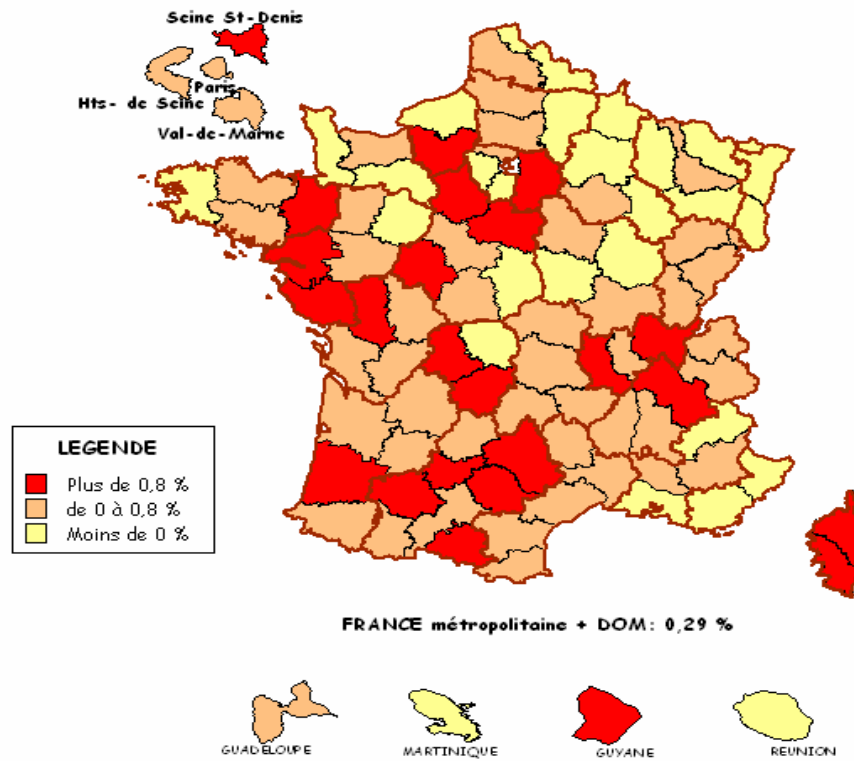 Seine St-Denis
Paris
Hts- de Seine
Val-de-Marne
LEGENDE
Plus de 0,8 %
de 0 à 0,8 %
Moins de 0 %
FRANCE métropolitaine + DOM: 0,29 %
GUADELOUPE
MARTINIQUE
GUYANE
REUNION